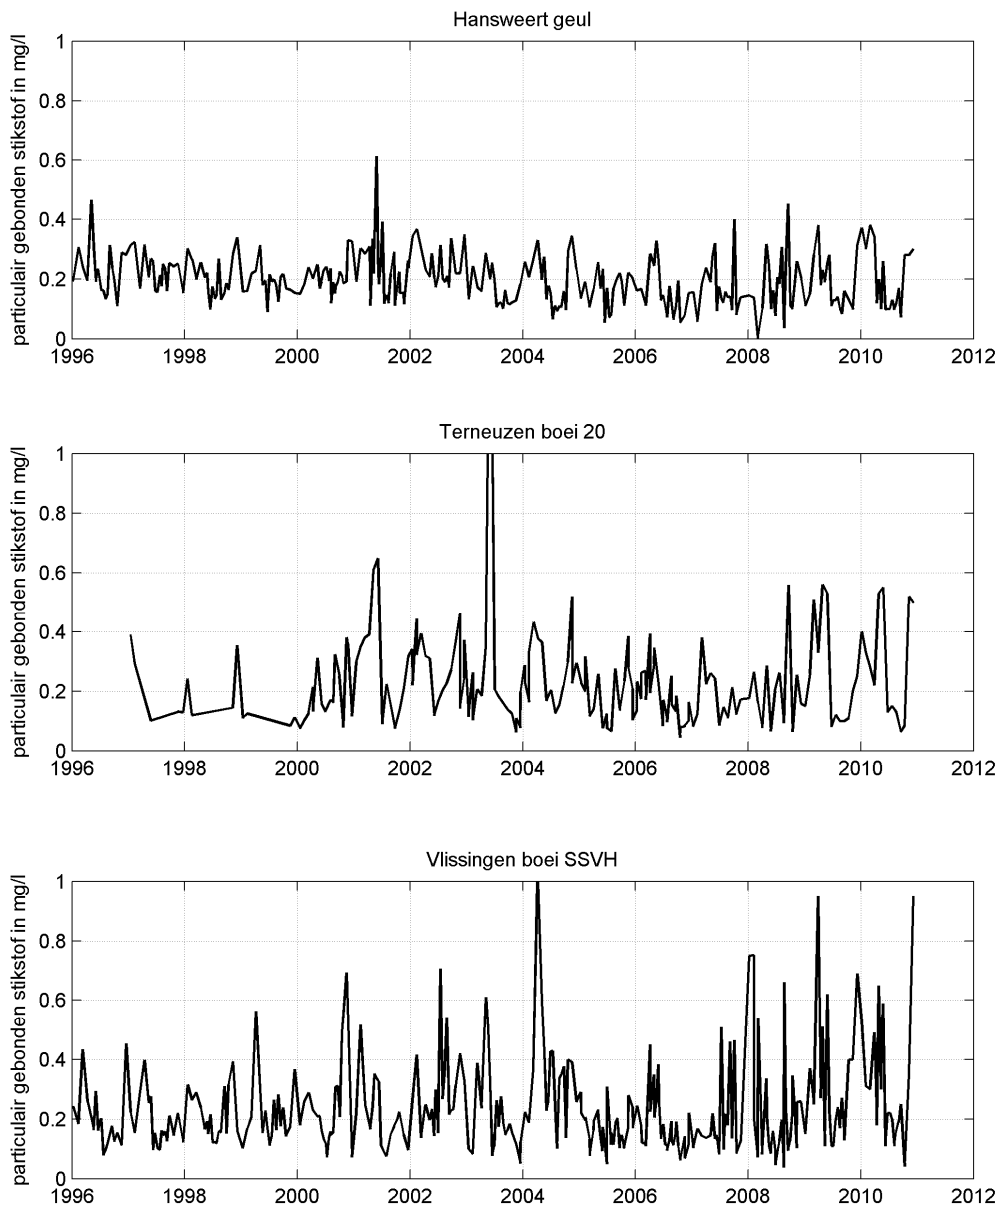 Hansweert geul
particulair gebonden stikstof in mg/l
1
0.8
0.6
0.4
0.2
0
1996 1998 2000 2002 2004 2006 2008 2010 2012
Terneuzen boei 20
particulair gebonden stikstof in mg/l
1
0.8
0.6
0.4
0.2
0
1996 1998 2000 2002 2004 2006 2008 2010 2012
Vlissingen boei SSVH
particulair gebonden stikstof in mg/l
1
0.8
0.6
0.4
0.2
0
1996 1998 2000 2002 2004 2006 2008 2010 2012